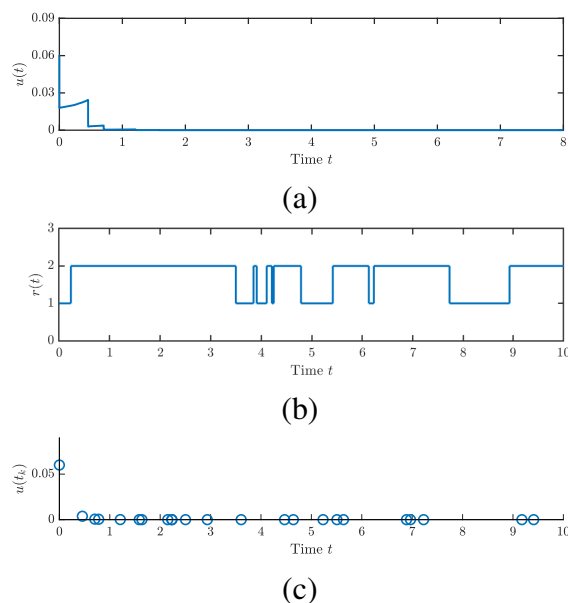 0.09
0.06
0.03
0
u(t)
0 1 2 3 4 5 6 7 8
Time t
(a)
3
2
1
0
r(t)
0 1 2 3 4 5 6 7 8 9 10
Time t
(b)
0.05
0
u(t_k)
0 1 2 3 4 5 6 7 8 9 10
Time t
(c)